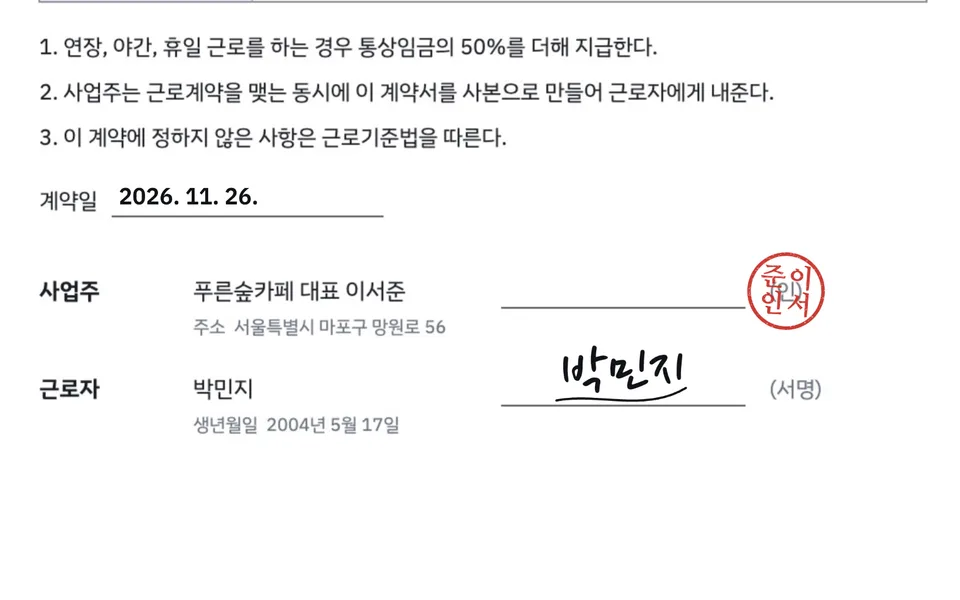 1. 연장, 야간, 휴일 근로를 하는 경우 통상임금의 50%를 더해 지급한다.
2. 사업주는 근로계약을 맺는 동시에 이 계약서를 사본으로 만들어 근로자에게 내준다.
3. 이 계약에 정하지 않은 사항은 근로기준법을 따른다.
계약일 2026. 11. 26.
사업주 푸른숲카페 대표 이서준 (인) 이서준인
주소 서울특별시 마포구 망원로 56
근로자 박민지 박민지 (서명)
생년월일 2004년 5월 17일